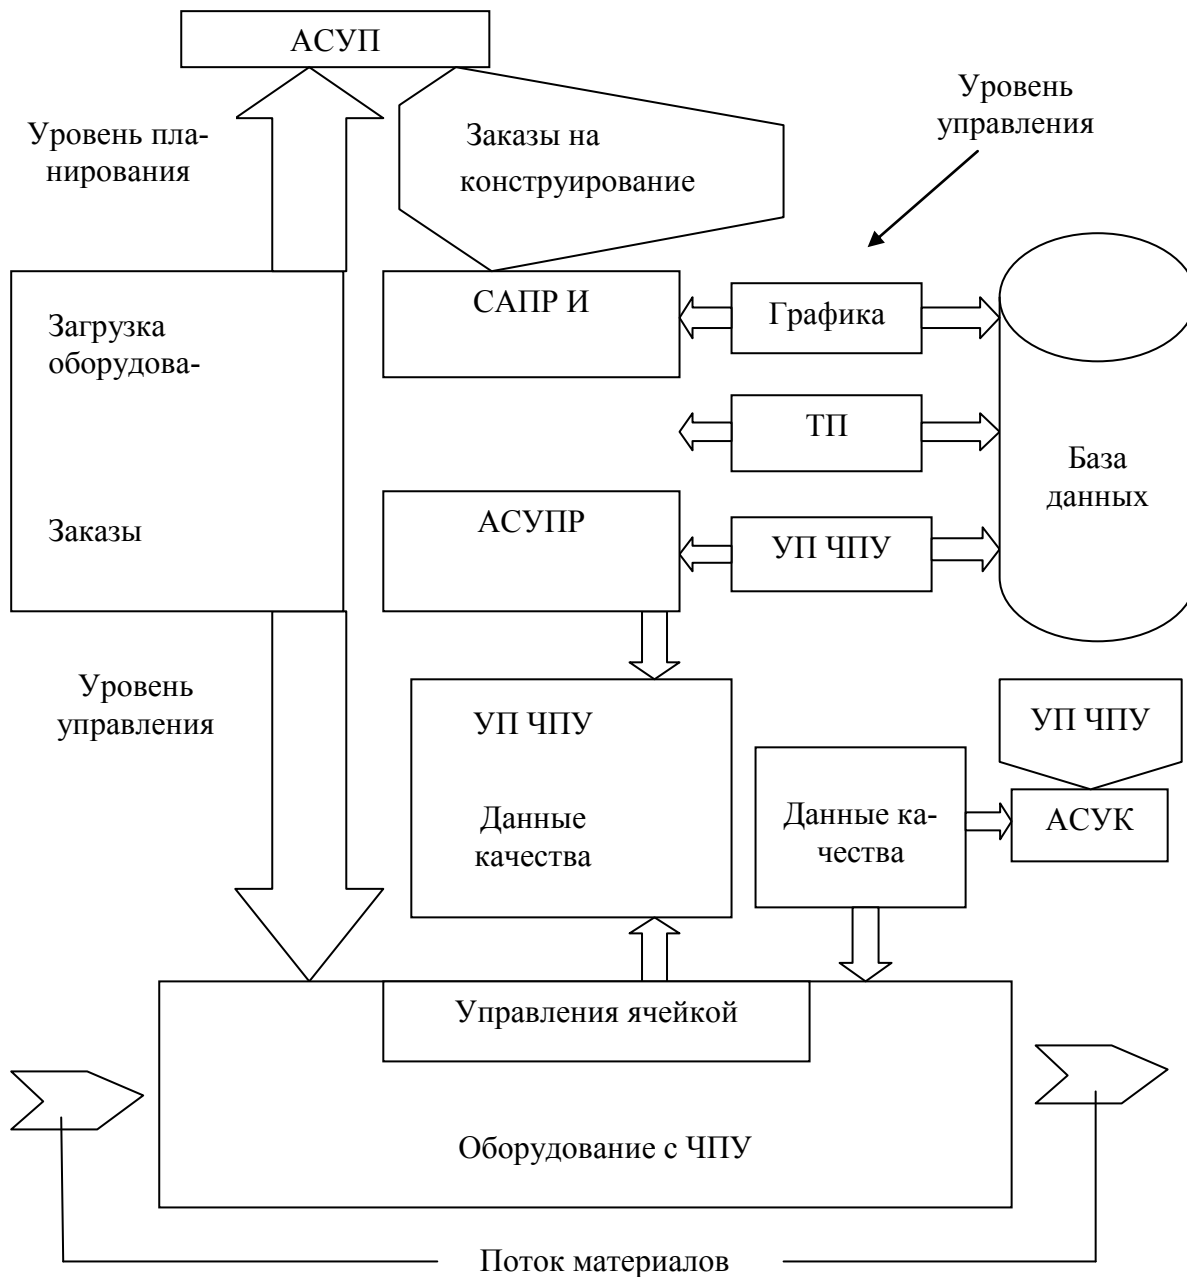 АСУП
Уровень
управления
Уровень пла-
нирования
Заказы на
конструирование
САПР И
Графика
Загрузка
оборудова-
ТП
База
данных
Заказы
АСУПР
УП ЧПУ
Уровень
управления
УП ЧПУ
УП ЧПУ
Данные
качества
Данные ка-
чества
АСУК
Управления ячейкой
Оборудование с ЧПУ
Поток материалов